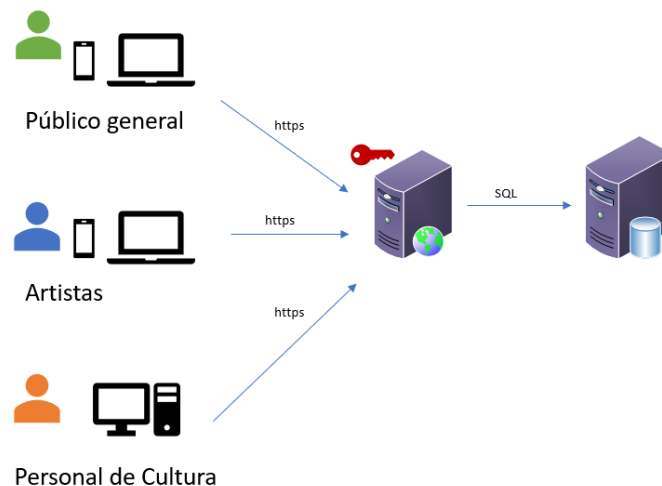 Público general
https
https
SQL
Artistas
https
Personal de Cultura